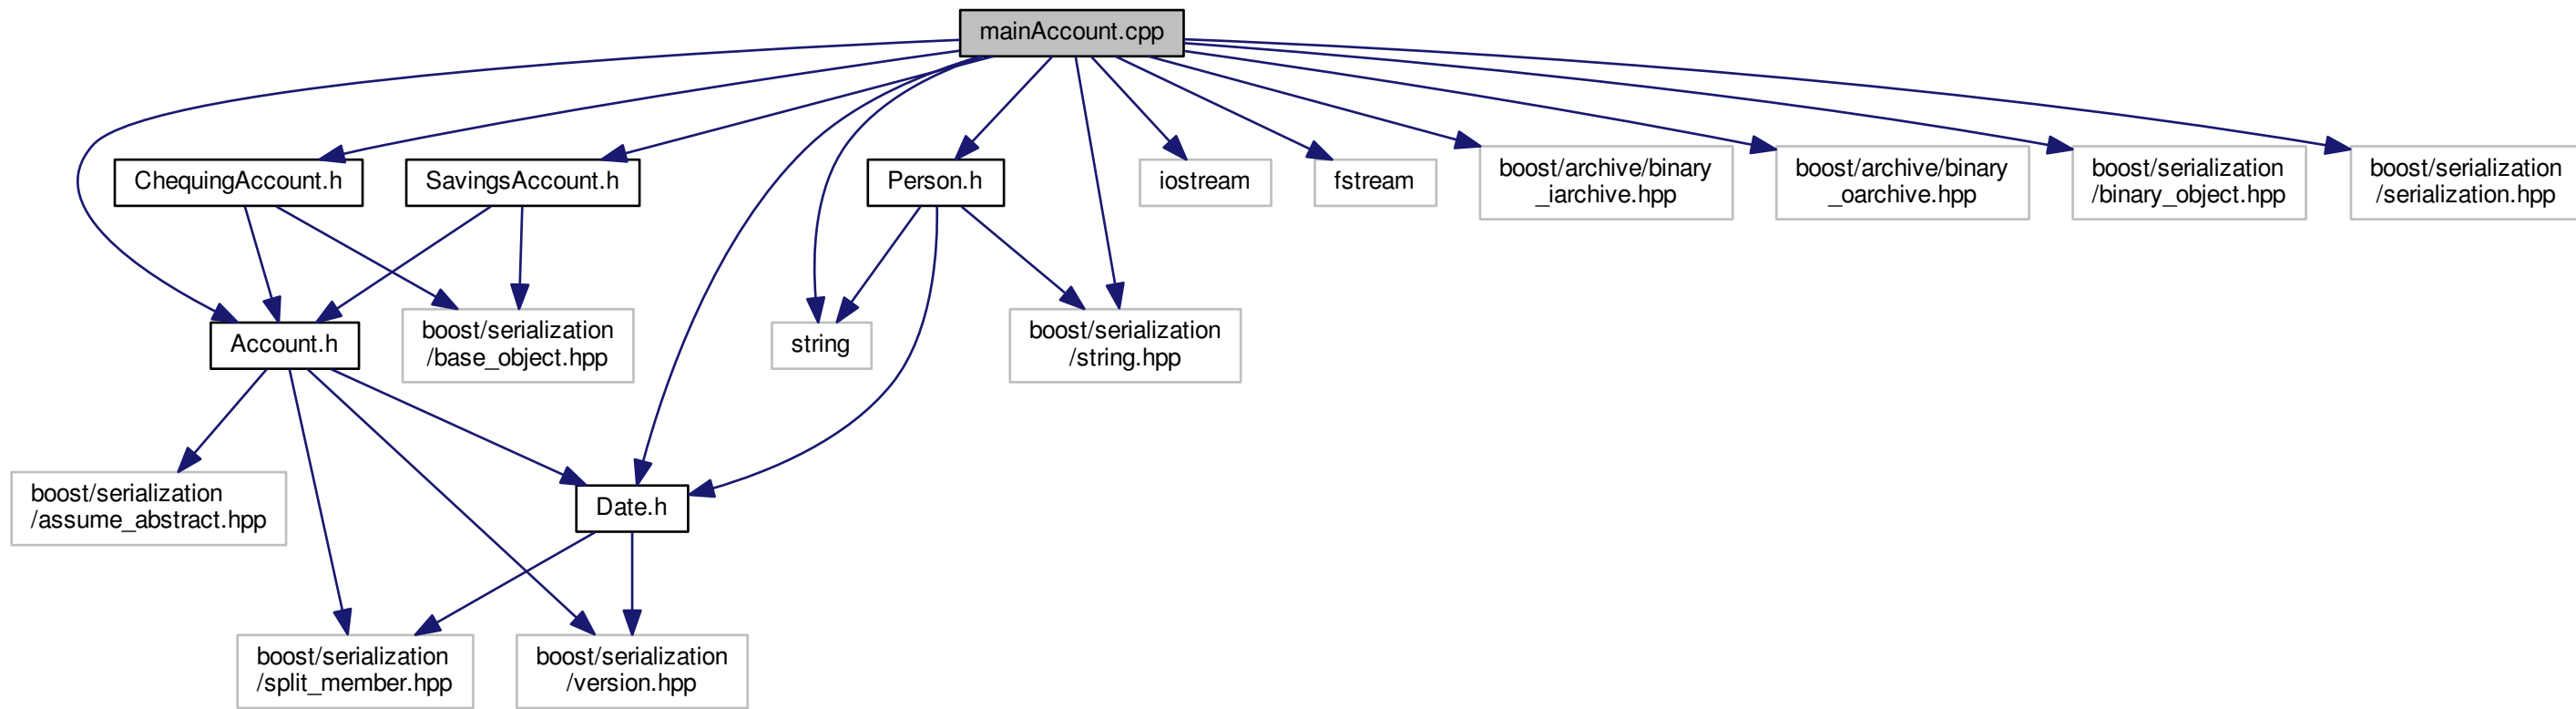 mainAccount.cpp
ChequingAccount.h
SavingsAccount.h
Person.h
iostream
fstream
boost/archive/binary
_iarchive.hpp
boost/archive/binary
_oarchive.hpp
boost/serialization
/binary_object.hpp
boost/serialization
/serialization.hpp
Account.h
boost/serialization
/base_object.hpp
string
boost/serialization
/string.hpp
boost/serialization
/assume_abstract.hpp
Date.h
boost/serialization
/split_member.hpp
boost/serialization
/version.hpp